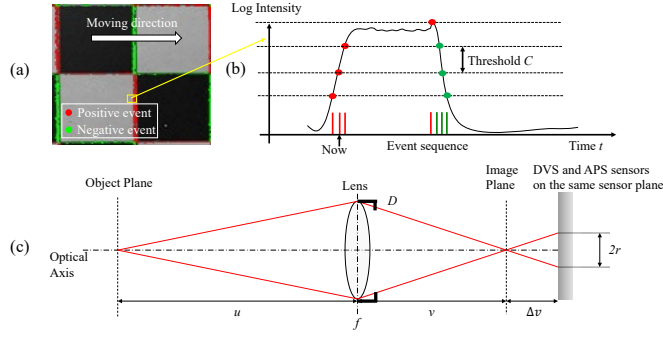 (a)
Moving direction
Positive event
Negative event
(b)
Log Intensity
Threshold C
Now
Event sequence
Time t
(c)
Object Plane
Lens
D
Image
Plane
DVS and APS sensors
on the same sensor plane
Optical
Axis
2r
u
f
v
Δv